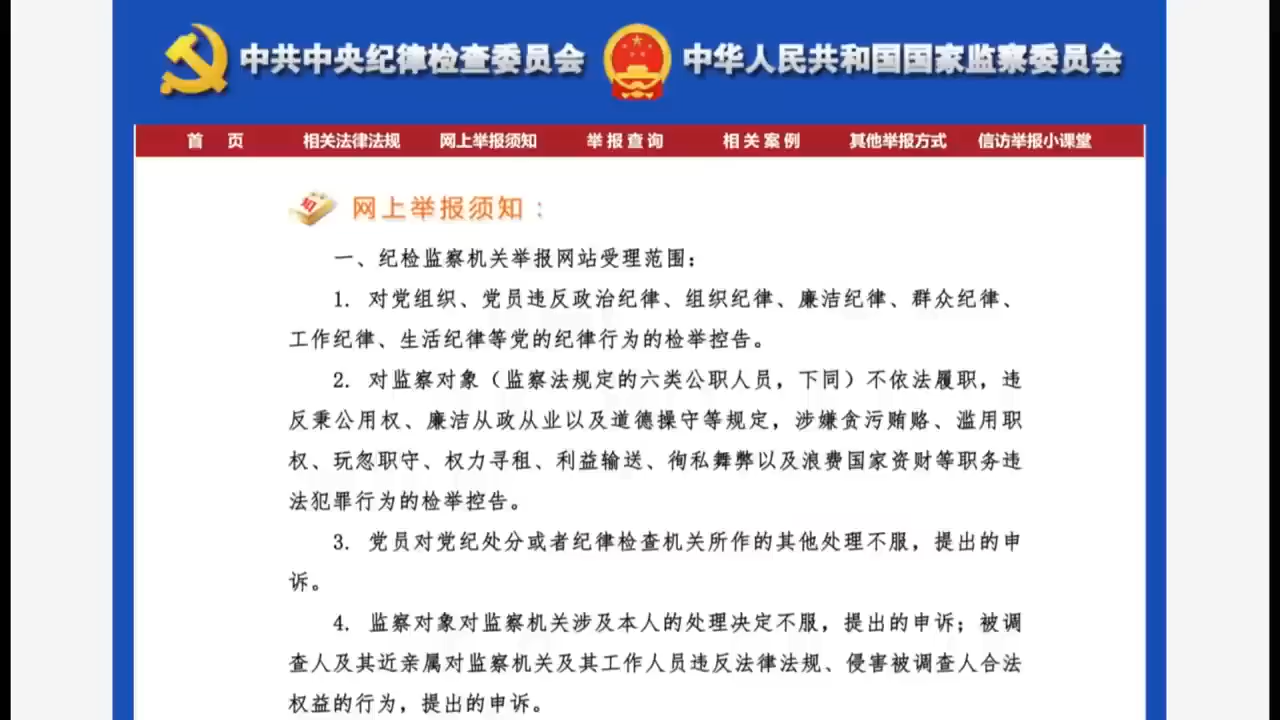 中共中央纪律检查委员会 中华人民共和国国家监察委员会
首 页 相关法律法规 网上举报须知 举报查询 相关案例 其他举报方式 信访举报小课堂
知 网上举报须知：
一、纪检监察机关举报网站受理范围：
1. 对党组织、党员违反政治纪律、组织纪律、廉洁纪律、群众纪律、
工作纪律、生活纪律等党的纪律行为的检举控告。
2. 对监察对象（监察法规定的六类公职人员，下同）不依法履职，违
反秉公用权、廉洁从政从业以及道德操守等规定，涉嫌贪污贿赂、滥用职
权、玩忽职守、权力寻租、利益输送、徇私舞弊以及浪费国家资财等职务违
法犯罪行为的检举控告。
3. 党员对党纪处分或者纪律检查机关所作的其他处理不服，提出的申
诉。
4. 监察对象对监察机关涉及本人的处理决定不服，提出的申诉；被调
查人及其近亲属对监察机关及其工作人员违反法律法规、侵害被调查人合法
权益的行为，提出的申诉。